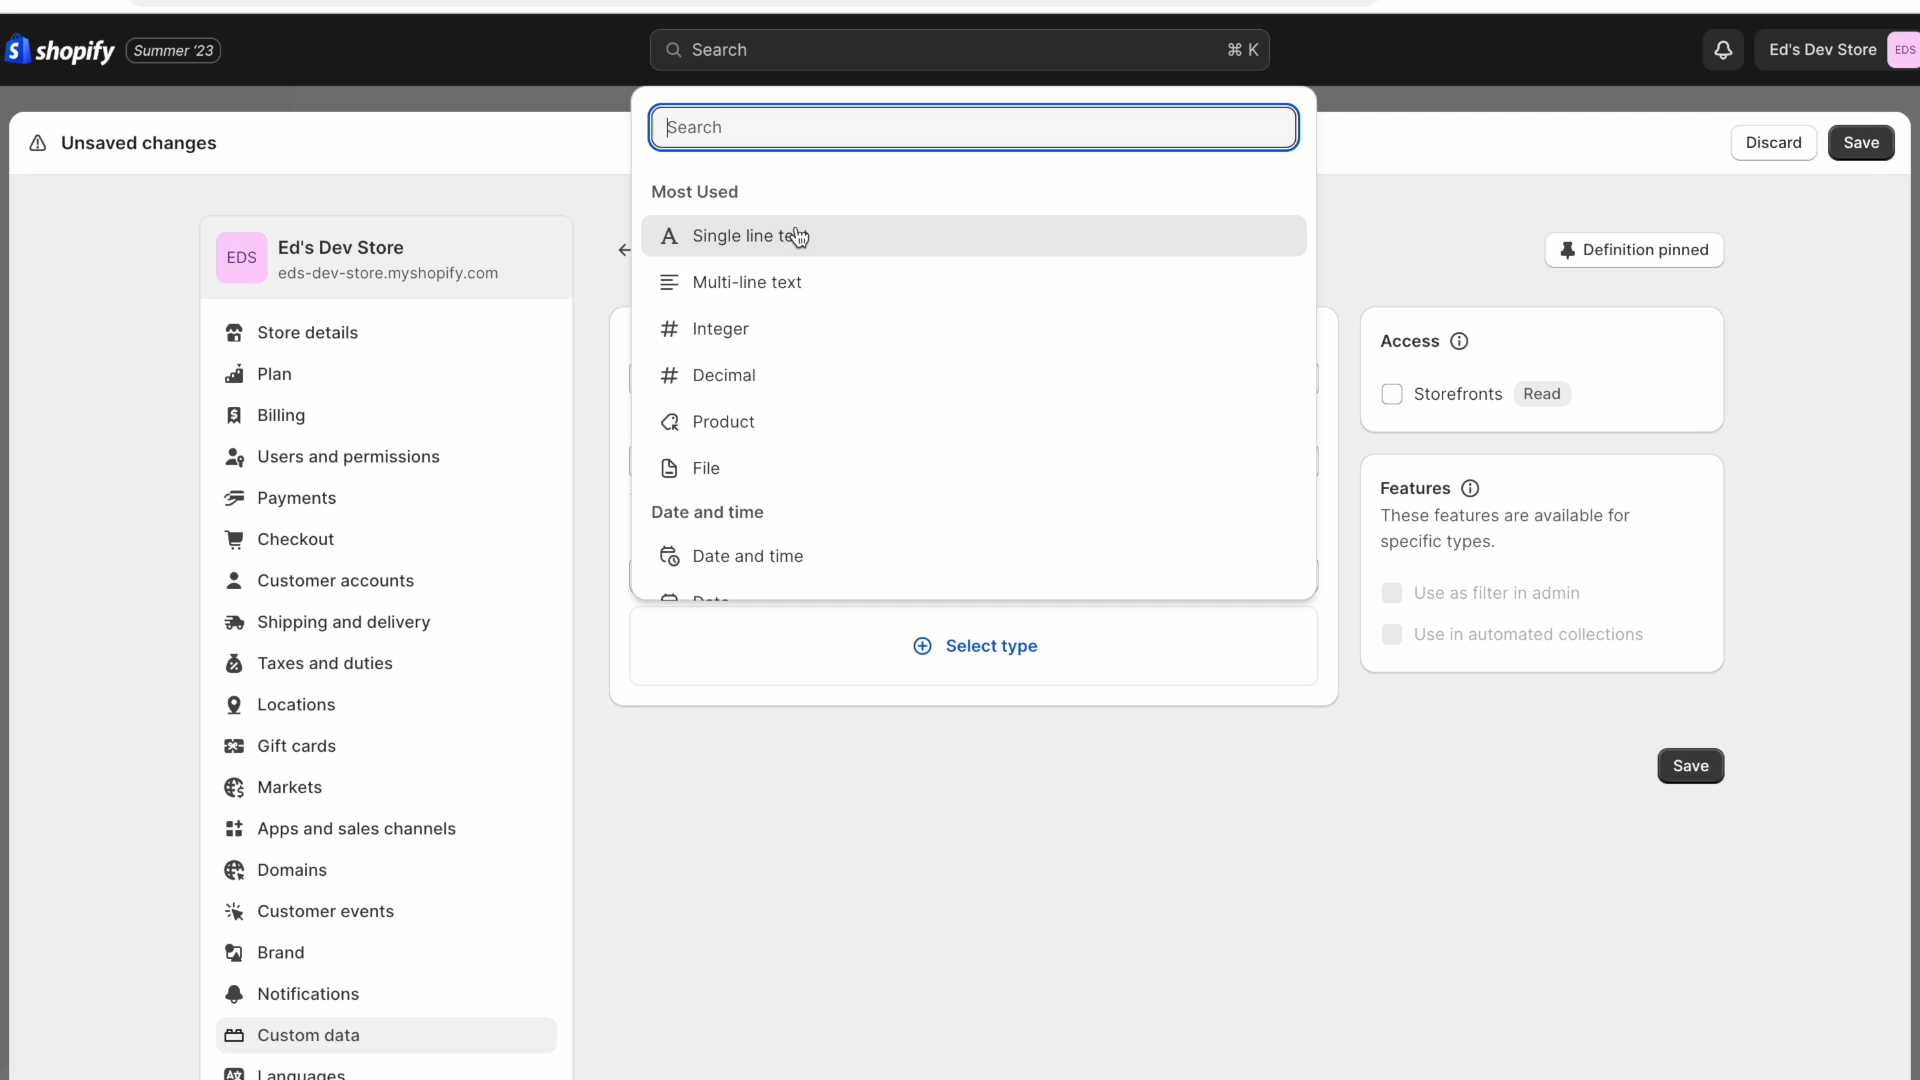 shopify
Summer '23
Search
⌘ K
Ed's Dev Store
EDS
Unsaved changes
Discard
Save
Search
Most Used
Single line text
Multi-line text
Integer
Decimal
Product
File
Date and time
Date and time
Date
Select type
EDS
Ed's Dev Store
eds-dev-store.myshopify.com
Store details
Plan
Billing
Users and permissions
Payments
Checkout
Customer accounts
Shipping and delivery
Taxes and duties
Locations
Gift cards
Markets
Apps and sales channels
Domains
Customer events
Brand
Notifications
Custom data
Languages
Definition pinned
Access
Storefronts
Read
Features
These features are available for
specific types.
Use as filter in admin
Use in automated collections
Save